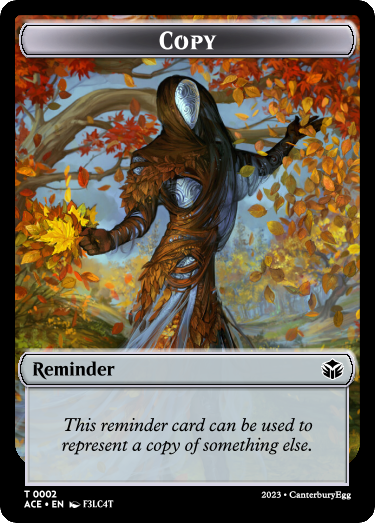 Copy
Reminder
This reminder card can be used to
represent a copy of something else.
T 0002
ACE • EN F3LC4T
2023 • CanterburyEgg